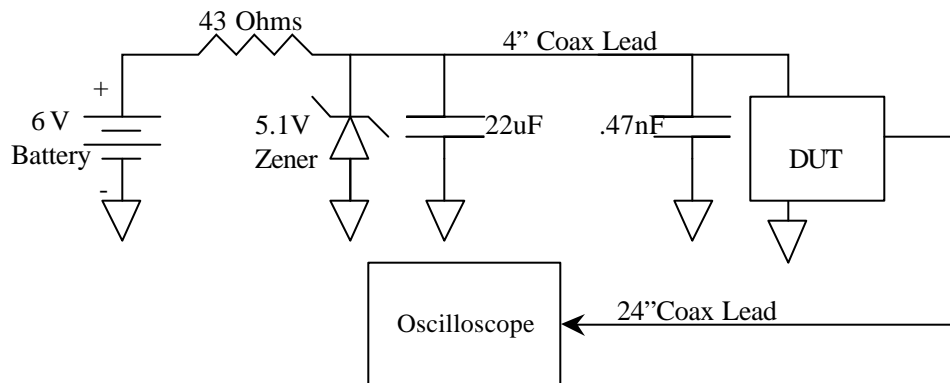 43 Ohms
4” Coax Lead
+
6 V
Battery
-
5.1V
Zener
22uF
.47nF
DUT
Oscilloscope
24”Coax Lead